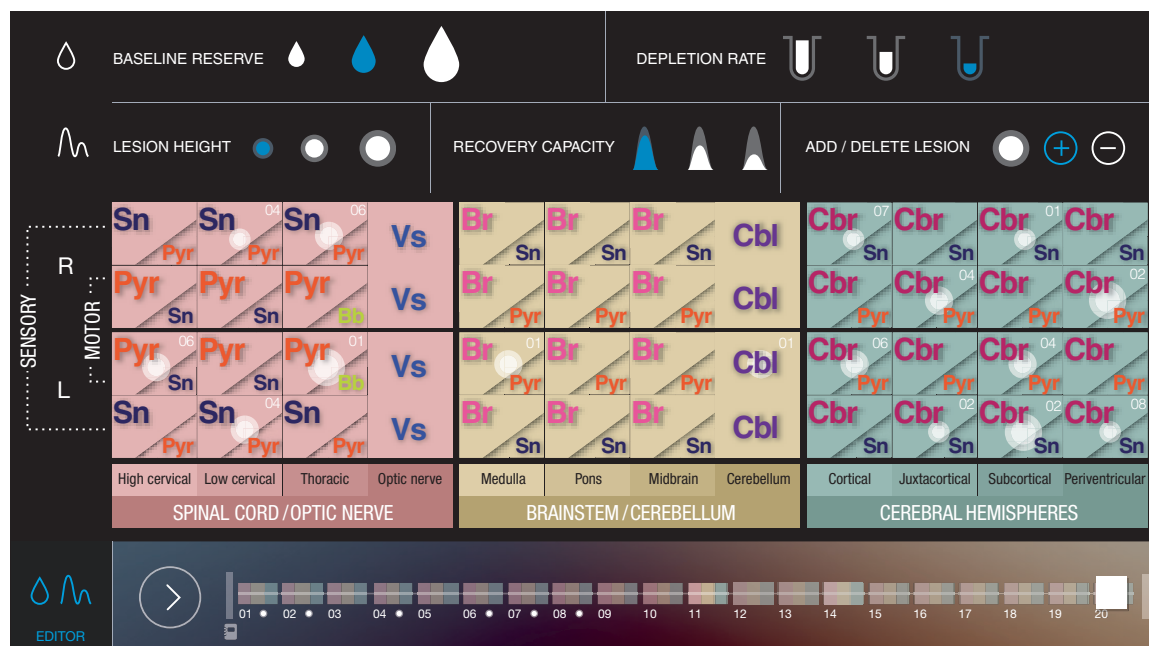 BASELINE RESERVE DEPLETION RATE
LESION HEIGHT RECOVERY CAPACITY ADD / DELETE LESION
Sn Pyr Sn 04 Pyr Sn 06 Pyr Vs Br Sn Br Sn Br Sn Cbl Cbr 07 Sn Cbr Sn Cbr 01 Sn Cbr Sn
Pyr Sn Pyr Sn Pyr Bb Vs Br Pyr Br Pyr Br Pyr Cbl Cbr Pyr Cbr 04 Pyr Cbr Pyr Cbr 02 Pyr
Pyr 06 Sn Pyr Sn Pyr 01 Bb Vs Br 01 Pyr Br Pyr Br Pyr Cbl 01 Cbr 06 Pyr Cbr Pyr Cbr 04 Pyr Cbr Pyr
Sn Pyr Sn 04 Pyr Sn Pyr Vs Br Sn Br Sn Br Sn Cbl Cbr Sn Cbr 02 Sn Cbr 02 Sn Cbr 08 Sn
SENSORY
MOTOR
R
L
High cervical Low cervical Thoracic Optic nerve Medulla Pons Midbrain Cerebellum Cortical Juxtacortical Subcortical Periventricular
SPINAL CORD / OPTIC NERVE BRAINSTEM / CEREBELLUM CEREBRAL HEMISPHERES
01 02 03 04 05 06 07 08 09 10 11 12 13 14 15 16 17 18 19 20
EDITOR